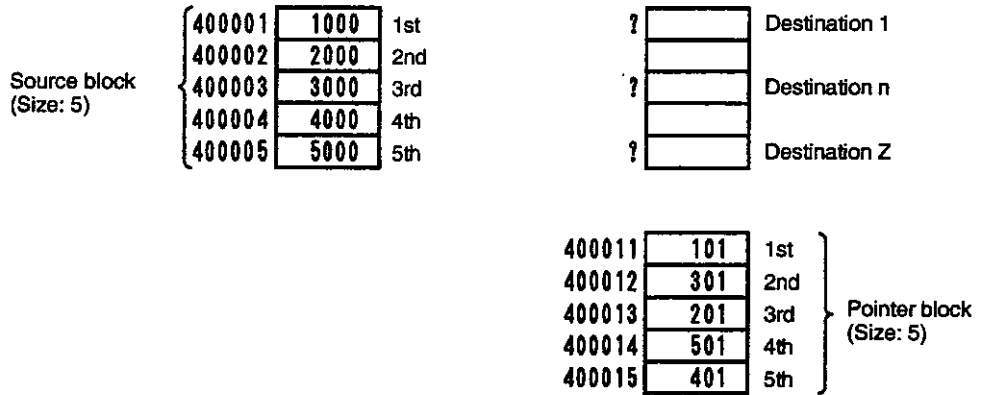 400001 1000 1st ? Destination 1
400002 2000 2nd
Source block 400003 3000 3rd ? Destination n
(Size: 5)
400004 4000 4th
400005 5000 5th ? Destination Z
400011 101 1st
400012 301 2nd
400013 201 3rd Pointer block
(Size: 5)
400014 501 4th
400015 401 5th